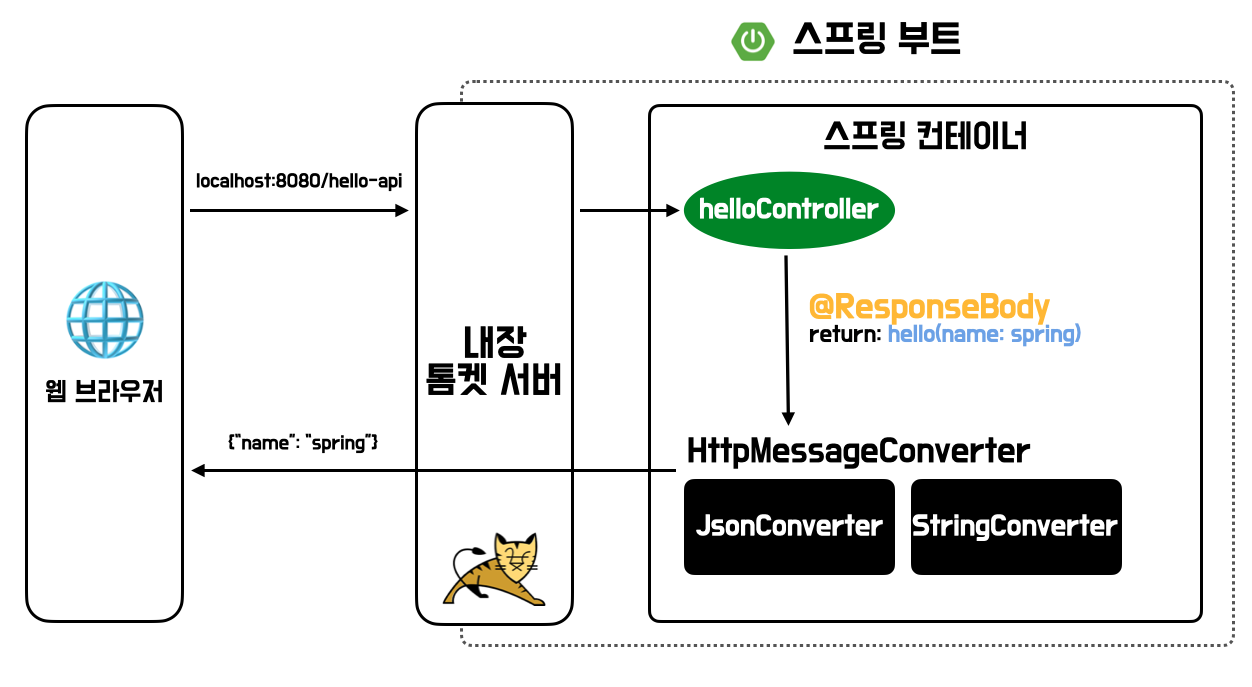 스프링 부트
스프링 컨테이너
localhost:8080/hello-api
helloController
@ResponseBody
return: hello(name: spring)
내장
톰켓 서버
웹 브라우저
{"name": "spring"}
HttpMessageConverter
JsonConverter
StringConverter